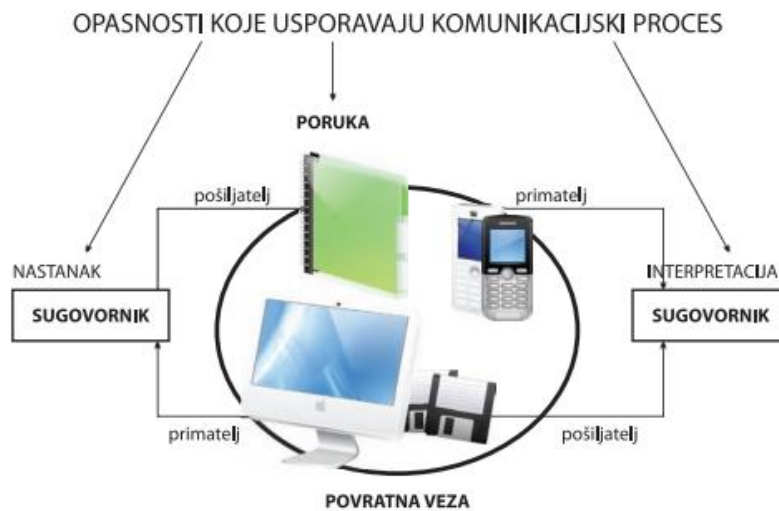 OPASNOSTI KOJE USPORAVAJU KOMUNIKACIJSKI PROCES
PORUKA
pošiljatelj
primatelj
NASTANAK
INTERPRETACIJA
SUGOVORNIK
SUGOVORNIK
primatelj
pošiljatelj
POVRATNA VEZA